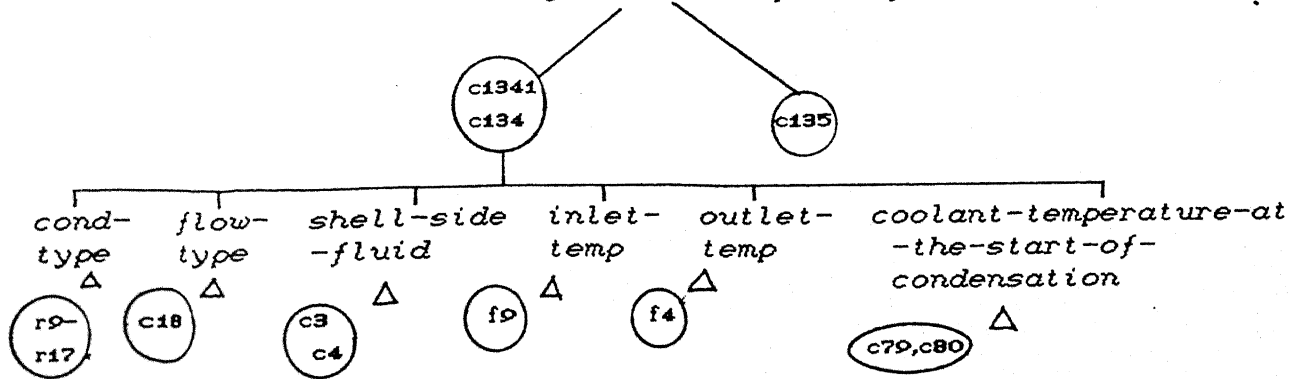 c1341
c134
c135
cond- flow- shell-side inlet- outlet- coolant-temperature-at
type type -fluid temp temp -the-start-of-
condensation
r9- c18 c3 f9 f4
r17 c4 c79,c80